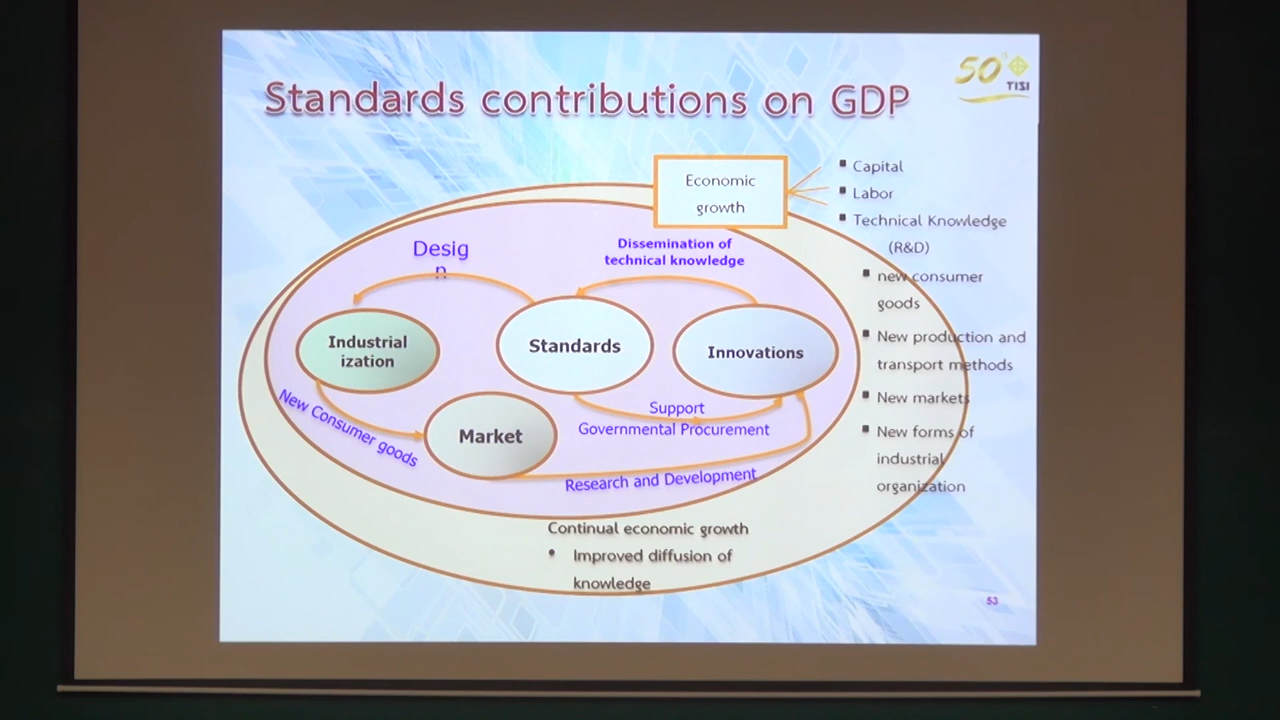 Standards contributions on GDP
50
TISI
Economic
growth
▪ Capital
▪ Labor
▪ Technical Knowledge
(R&D)
▪ new consumer
goods
▪ New production and
transport methods
▪ New markets
▪ New forms of
industrial
organization
Desig
n
Dissemination of
technical knowledge
Industrial
ization
Standards
Innovations
New Consumer goods
Market
Support
Governmental Procurement
Research and Development
Continual economic growth
• Improved diffusion of
knowledge
53